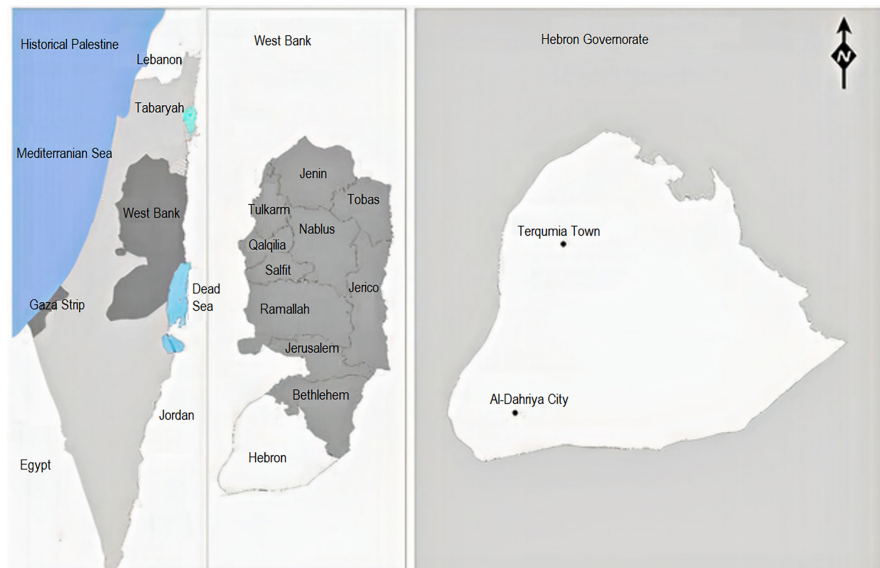 Historical Palestine
Lebanon
Tabaryah
Mediterranian Sea
West Bank
Gaza Strip
Dead
Sea
Jordan
Egypt
West Bank
Jenin
Tobas
Tulkarm
Nablus
Qalqilia
Salfit
Jerico
Ramallah
Jerusalem
Bethlehem
Hebron
Hebron Governorate
N
Terqumia Town
Al-Dahriya City